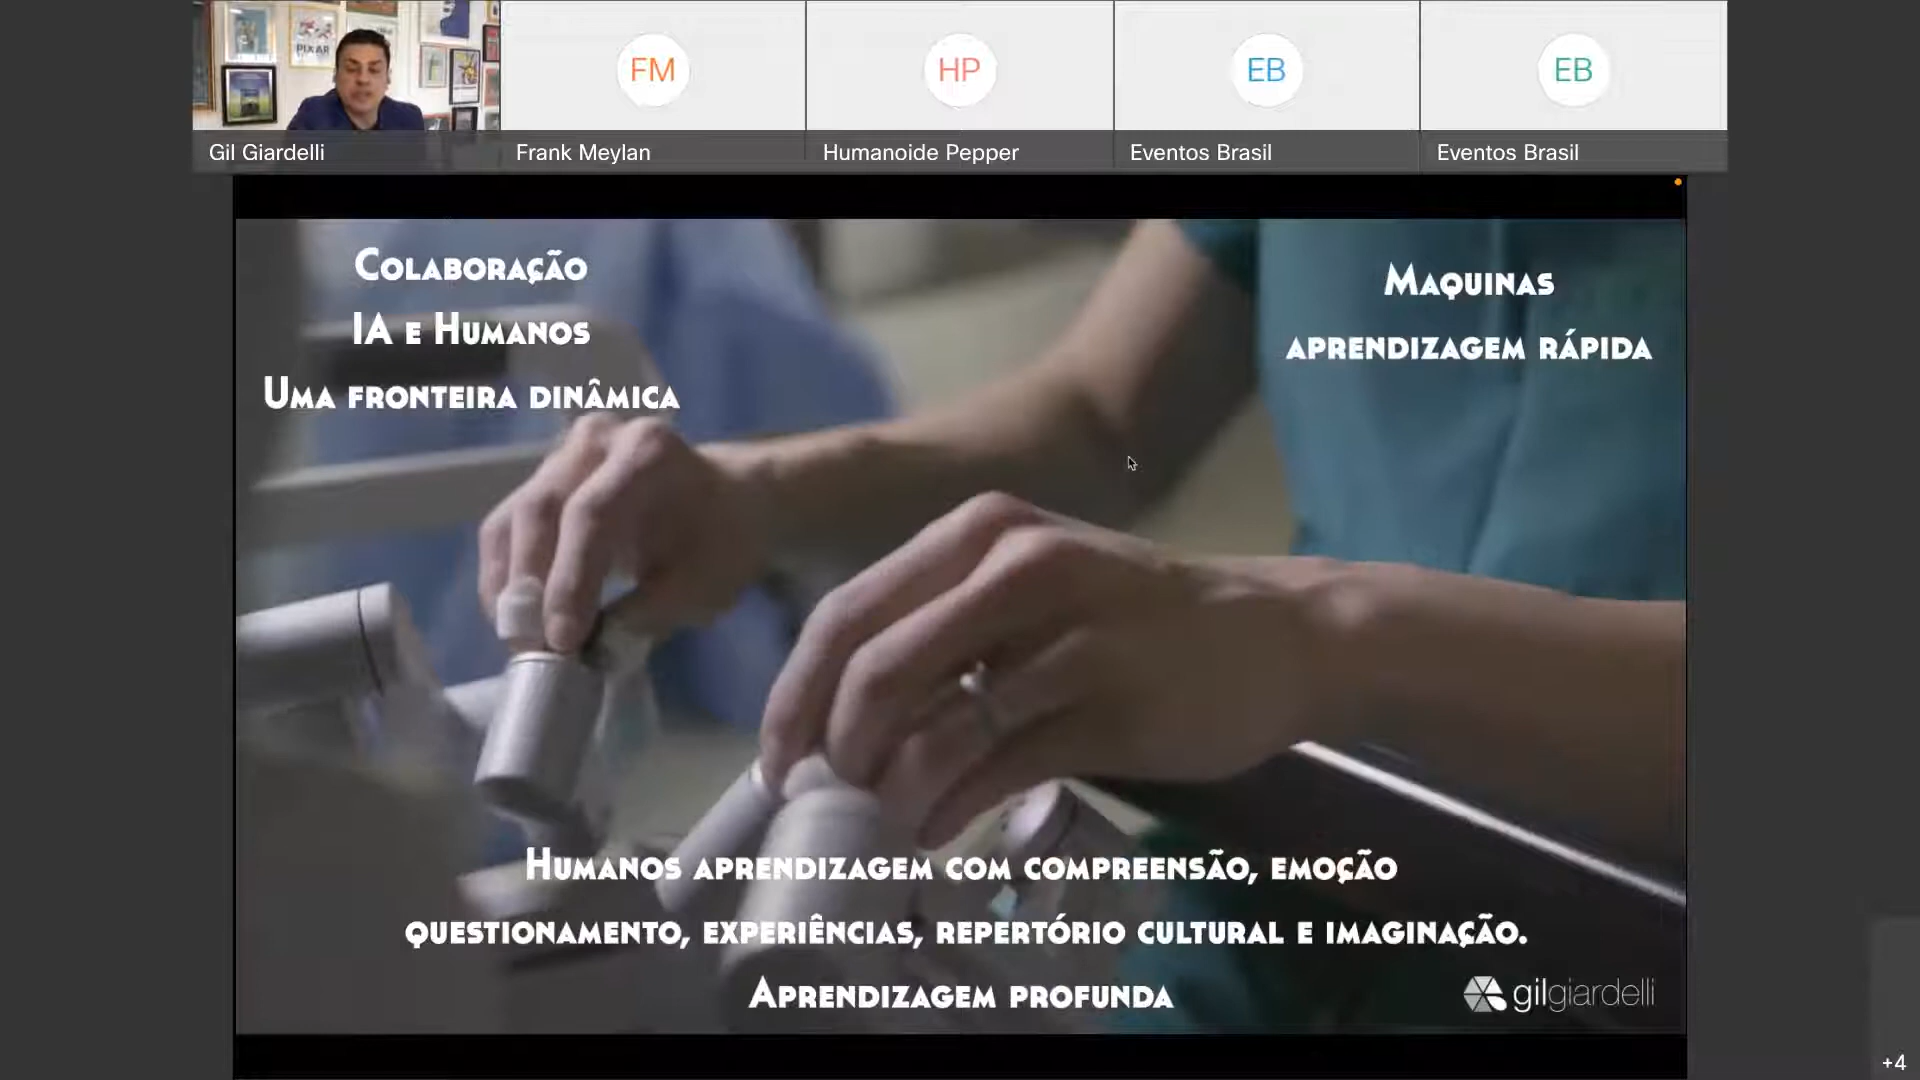 PIXAR
FM
HP
EB
EB
Gil Giardelli
Frank Meylan
Humanoide Pepper
Eventos Brasil
Eventos Brasil
Colaboração
IA e Humanos
Uma fronteira dinâmica
Maquinas
aprendizagem rápida
Humanos aprendizagem com compreensão, emoção
questionamento, experiências, repertório cultural e imaginação.
Aprendizagem profunda
gilgiardelli
+4